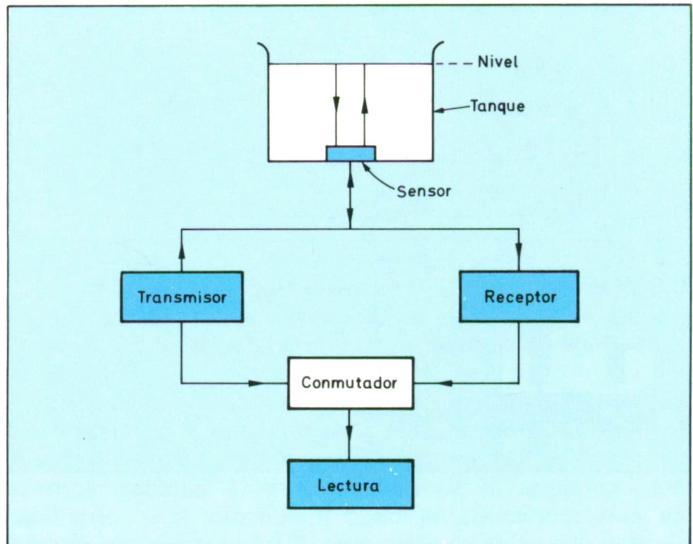 Nivel
Tanque
Sensor
Transmisor
Receptor
Conmutador
Lectura